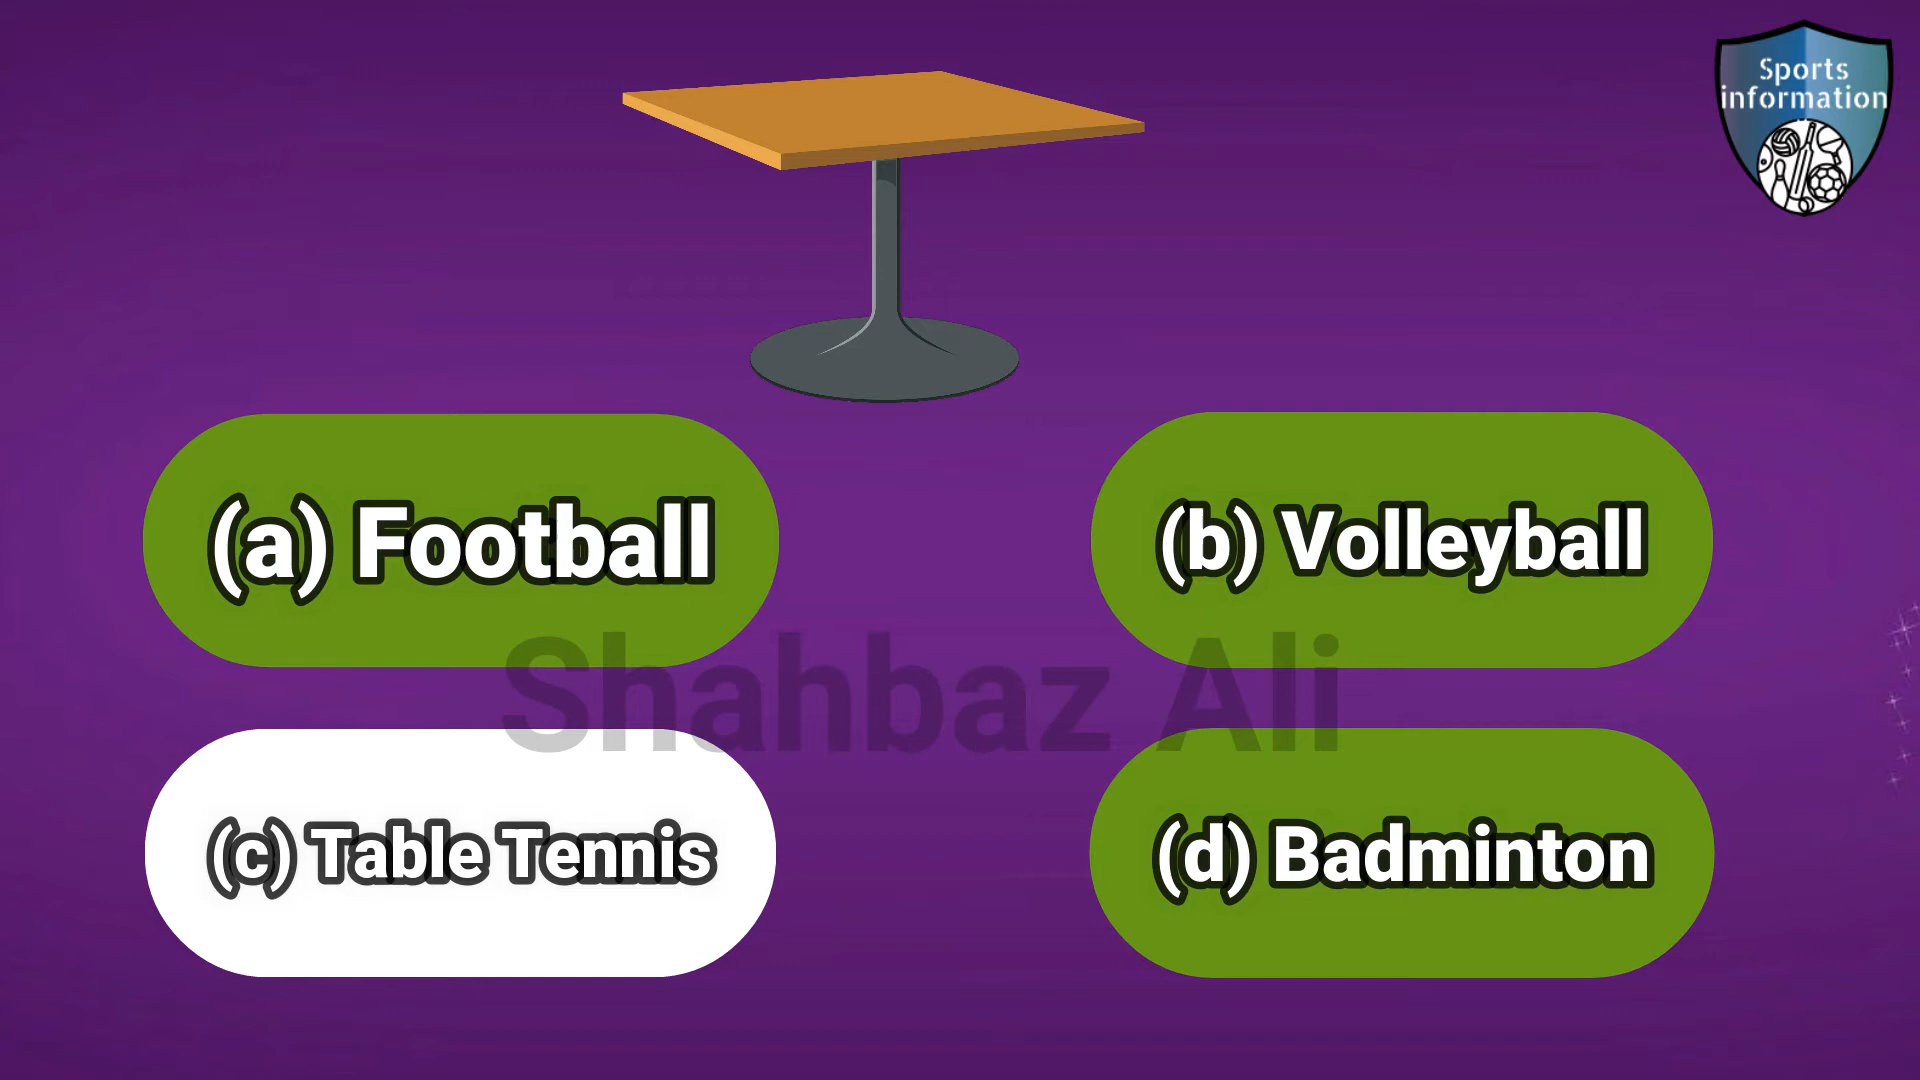 Sports
information
(a) Football
(b) Volleyball
Shahbaz Ali
(c) Table Tennis
(d) Badminton